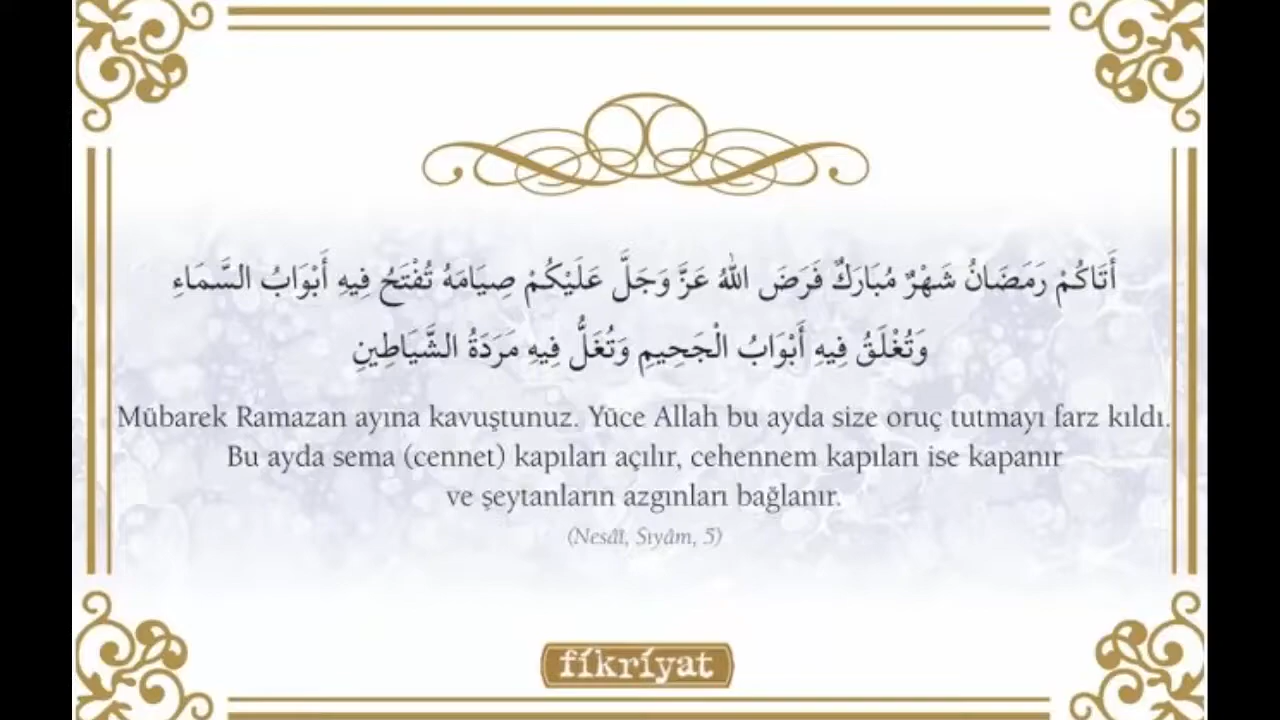 أَتَاكُمْ رَمَضَانُ شَهْرٌ مُبَارَكٌ فَرَضَ اللهُ عَزَّ وَجَلَّ عَلَيْكُمْ صِيَامَهُ تُفْتَحُ فِيهِ أَبْوَابُ السَّمَاءِ
وَتُغْلَقُ فِيهِ أَبْوَابُ الْجَحِيمِ وَتُغَلُّ فِيهِ مَرَدَةُ الشَّيَاطِينِ
Mübarek Ramazan ayına kavuştunuz. Yüce Allah bu ayda size oruç tutmayı farz kıldı.
Bu ayda sema (cennet) kapıları açılır, cehennem kapıları ise kapanır
ve şeytanların azgınları bağlanır.
(Nesâî, Sıyâm, 5)
fikriyat